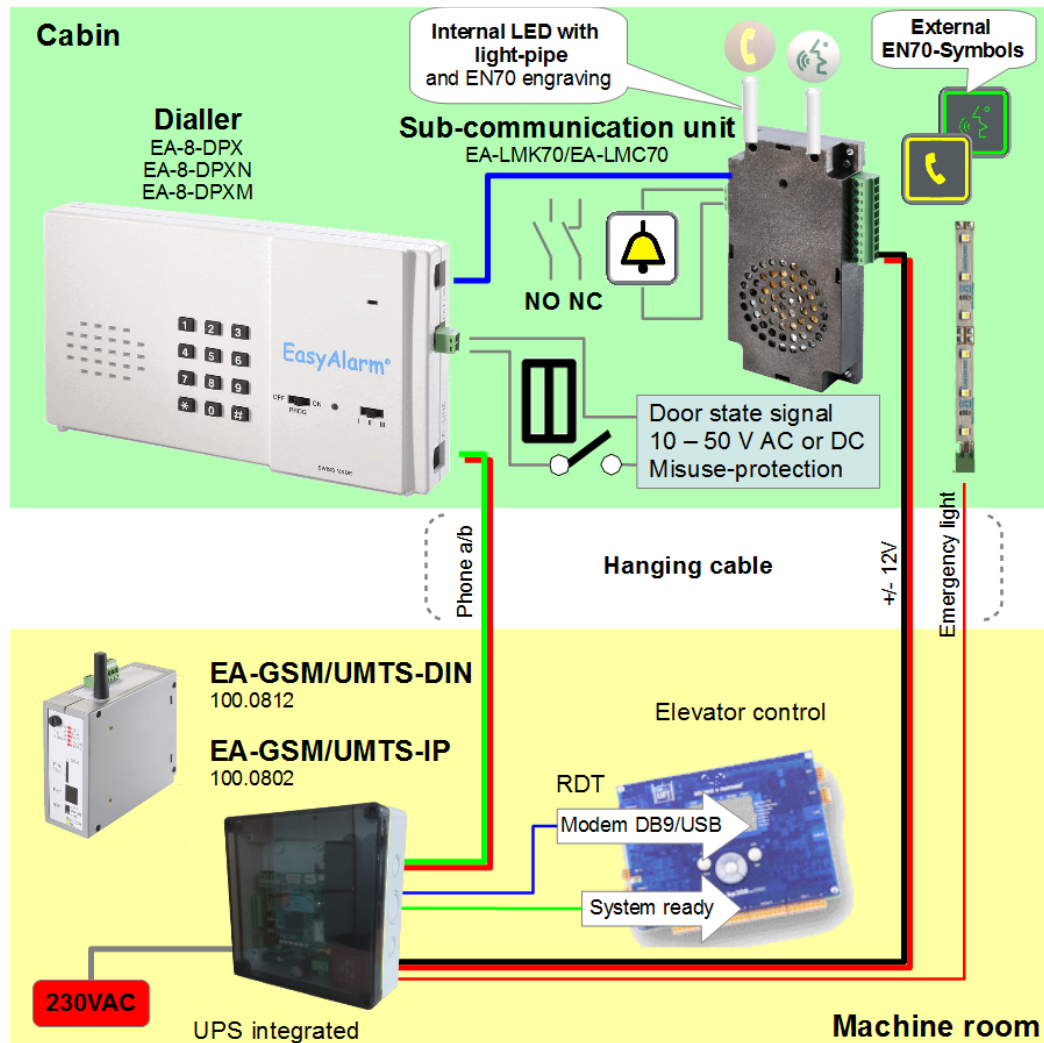 Cabin
Internal LED with
light-pipe
and EN70 engraving
External
EN70-Symbols
Dialler
EA-8-DPX
EA-8-DPXN
EA-8-DPXM
Sub-communication unit
EA-LMK70/EA-LMC70
NO NC
1 2 3
4 5 6
7 8 9
* 0 #
EasyAlarm®
OFF ON
PROG
I II III
SWISS MADE
Door state signal
10 – 50 V AC or DC
Misuse-protection
Phone a/b
Hanging cable
+/- 12V
Emergency light
EA-GSM/UMTS-DIN
100.0812
EA-GSM/UMTS-IP
100.0802
Elevator control
RDT
Modem DB9/USB
System ready
230VAC
UPS integrated
Machine room